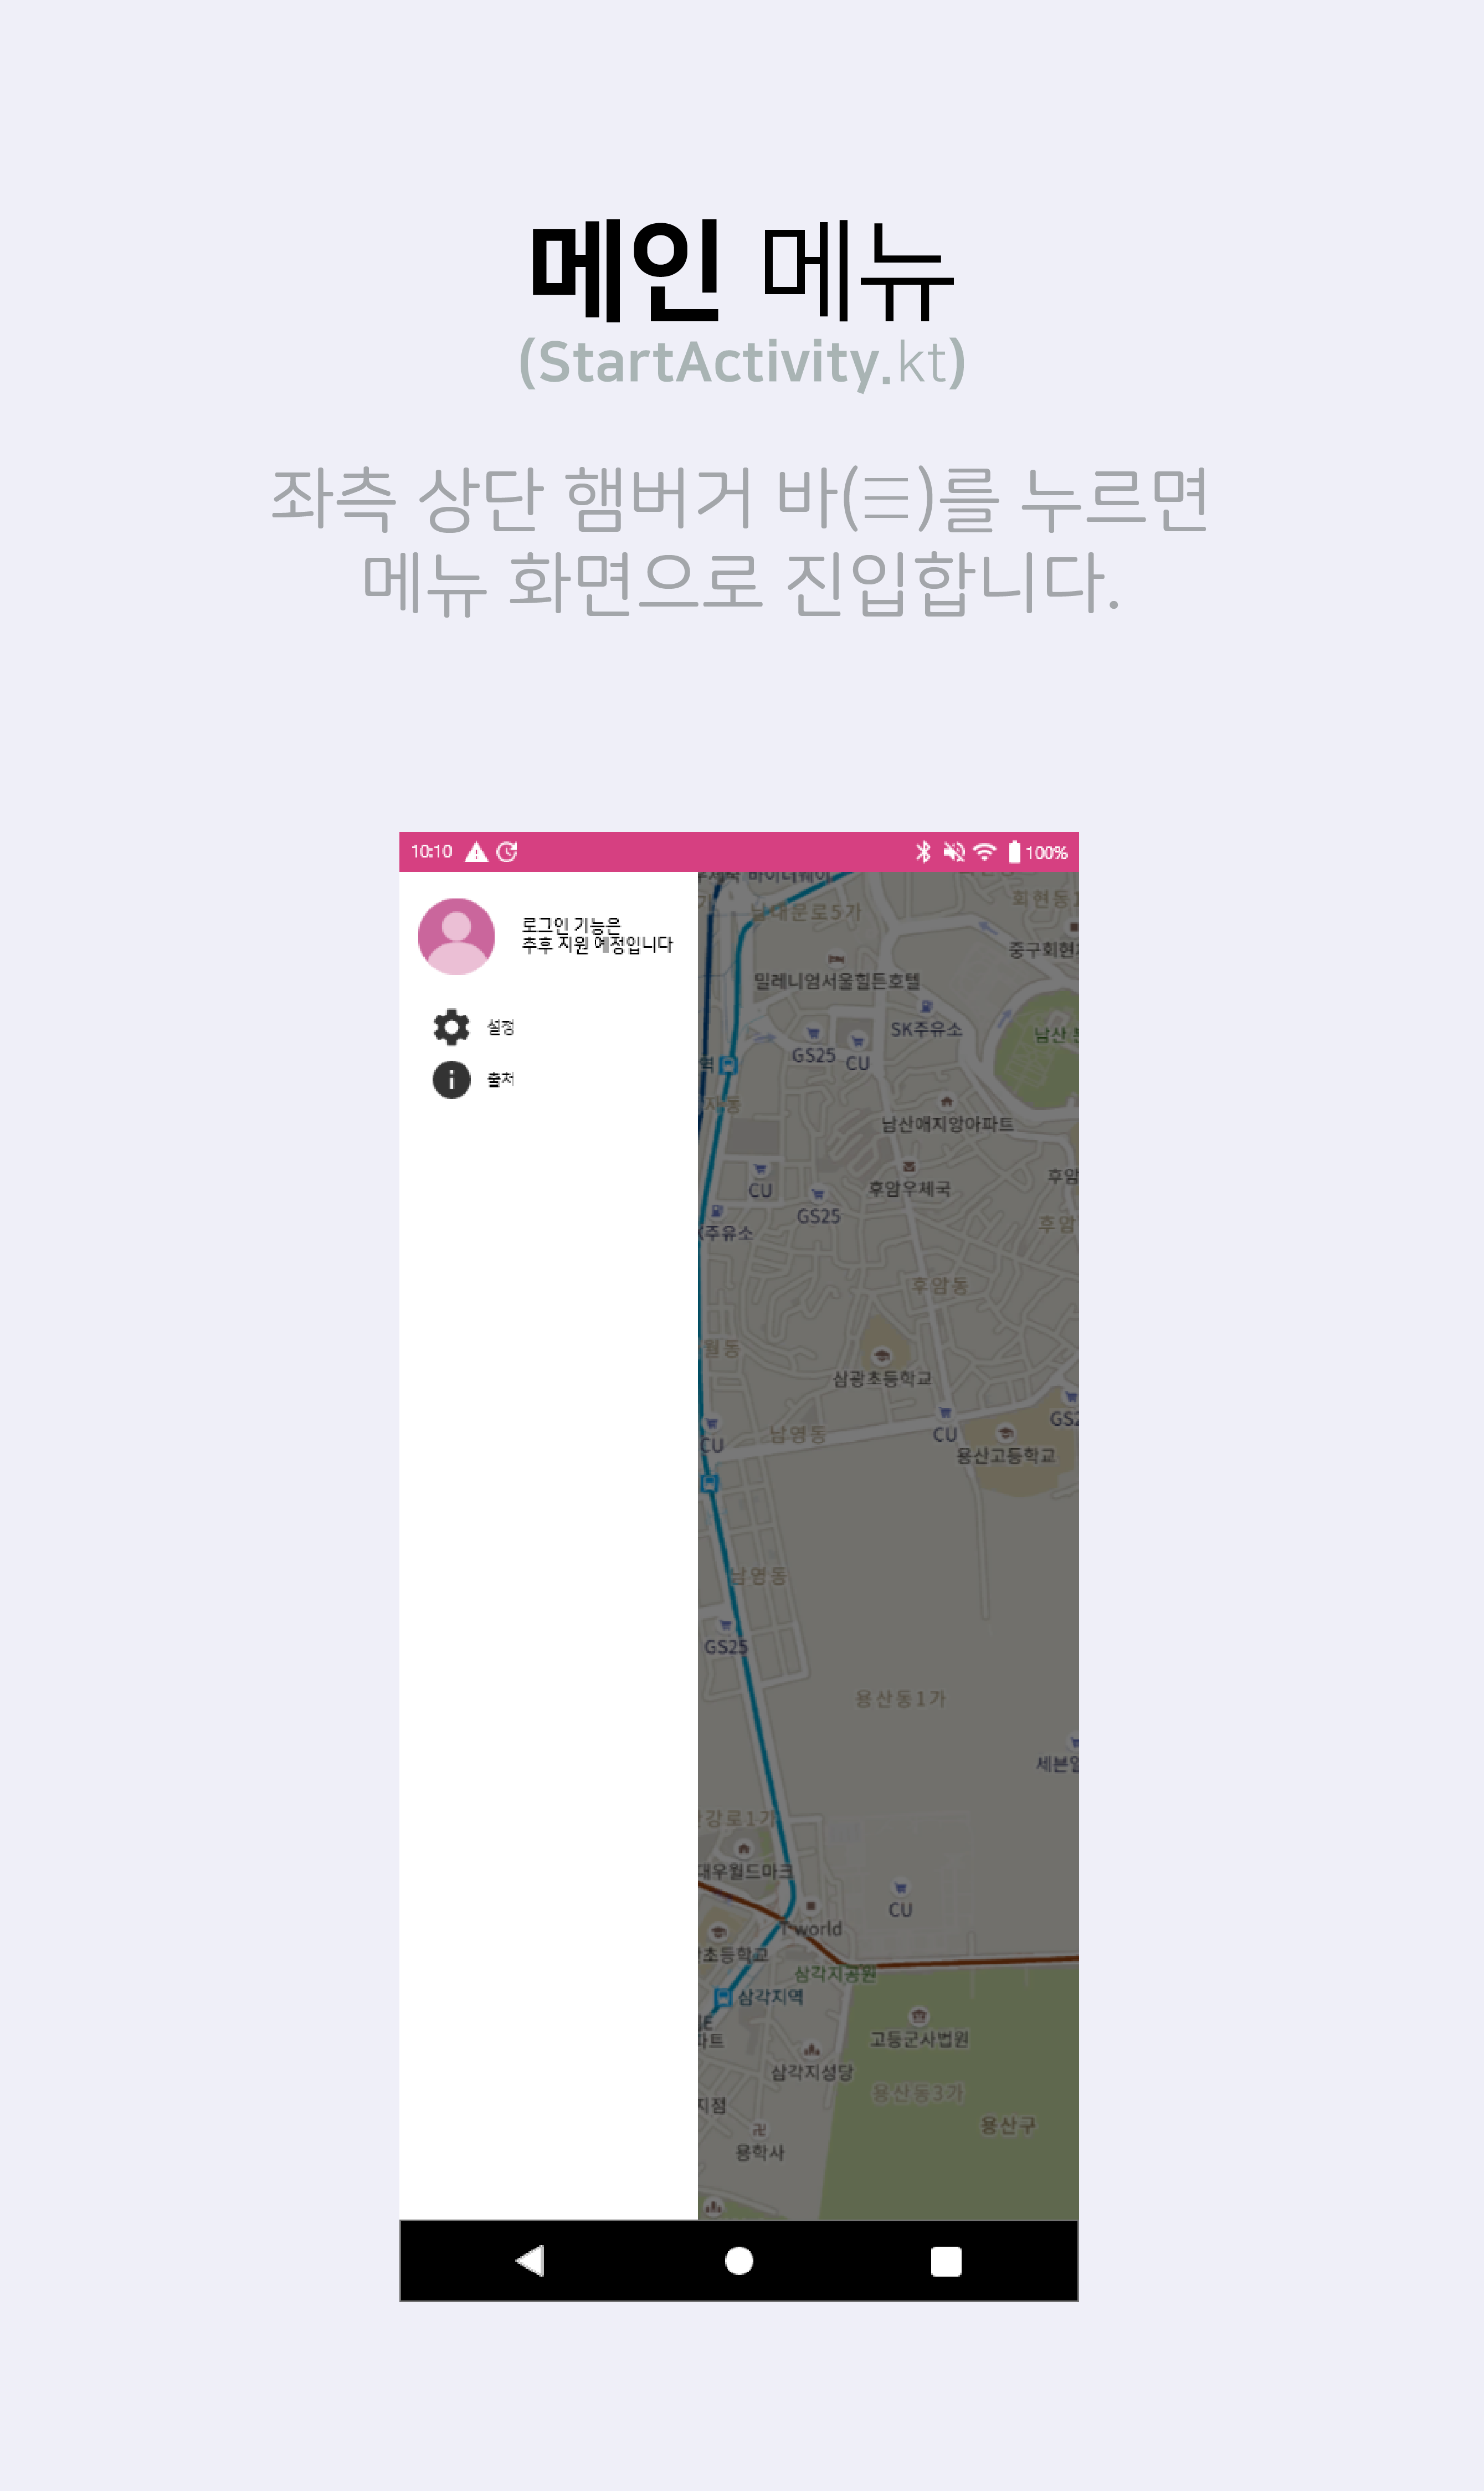 메인 메뉴
(StartActivity.kt)
좌측 상단 햄버거 바(三)를 누르면
메뉴 화면으로 진입합니다.
10:10
100%
로그인 기능은
추후 지원 예정입니다
설정
출처
남대문로5가
회현동1
중구회현
밀레니엄서울힐튼호텔
SK주유소
남산
GS25
CU
역
자동
남산애지앙아파트
후암
CU
후암우체국
GS25
주유소
후암
후암동
월동
삼광초등학교
GS2
CU
남영동
CU
용산고등학교
남영동
GS25
용산동1가
세븐일
강로1가
대우월드마크
CU
T world
초등학교
삼각지공원
삼각지역
파트
고등군사법원
삼각지성당
용산동3가
지점
용산구
용학사